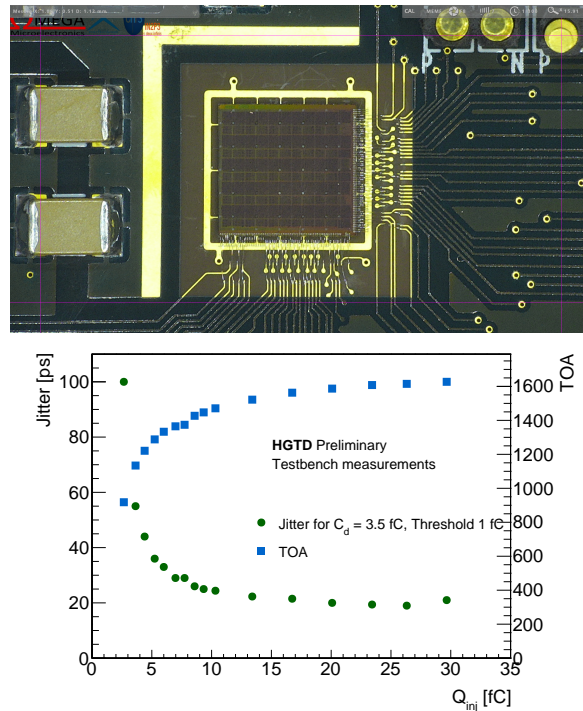 CAL
MEGA
Microelectronics
IN2P3
P N P
Jitter [ps]
TOA
100
80
60
40
20
0
1600
1400
1200
1000
800
600
400
200
0
HGTD Preliminary
Testbench measurements
Jitter for C_d = 3.5 fC, Threshold 1 fC
TOA
0 5 10 15 20 25 30 35
Q_inj [fC]